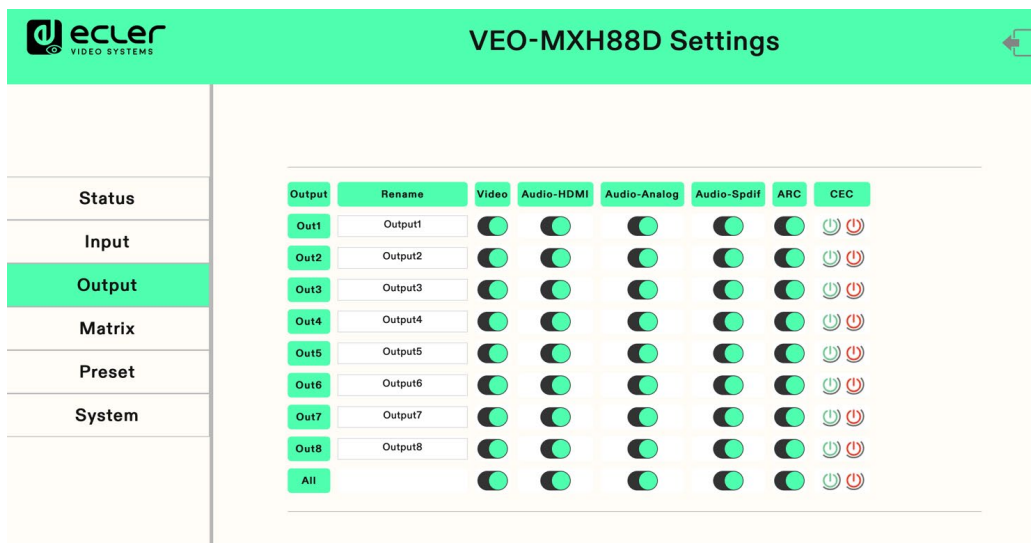 ecler
VIDEO SYSTEMS
VEO-MXH88D Settings
Status
Input
Output
Matrix
Preset
System
Output Rename Video Audio-HDMI Audio-Analog Audio-Spdif ARC CEC
Out1 Output1
Out2 Output2
Out3 Output3
Out4 Output4
Out5 Output5
Out6 Output6
Out7 Output7
Out8 Output8
All